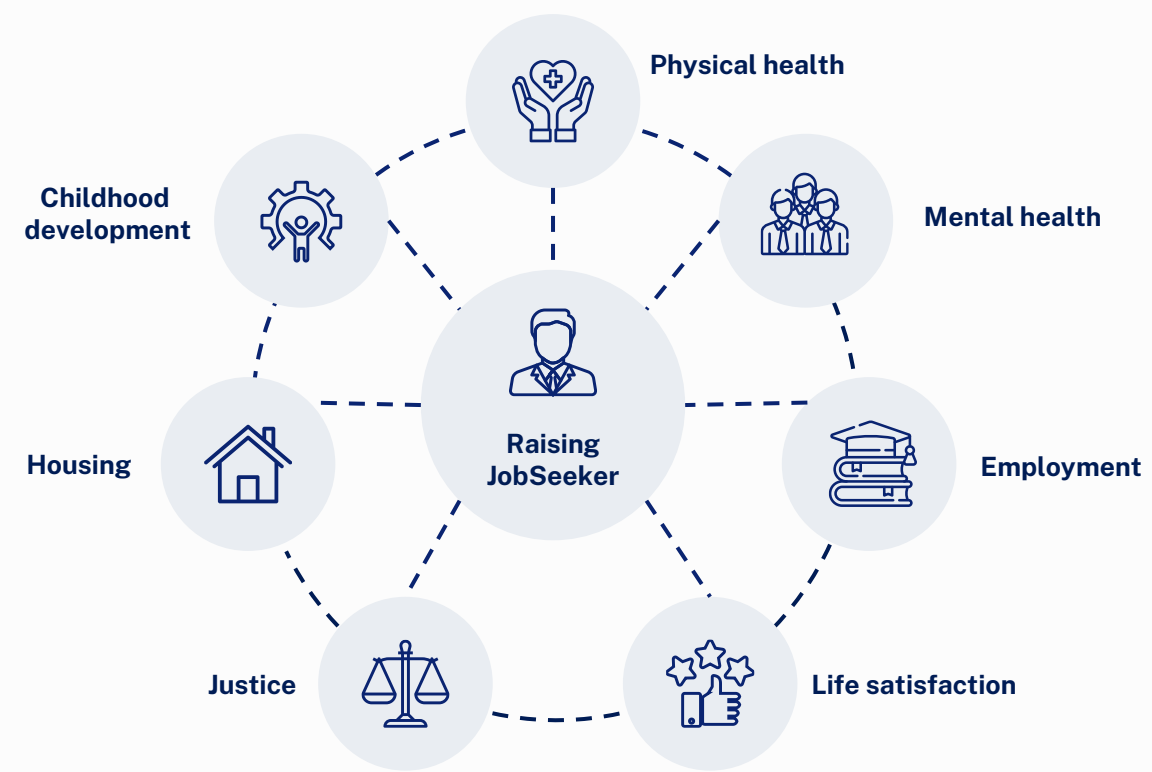 Physical health
Childhood
development
Mental health
Raising
JobSeeker
Housing
Employment
Justice
Life satisfaction